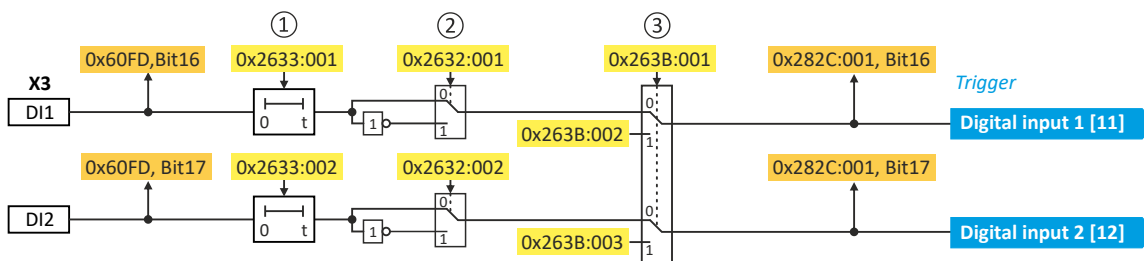 ① ② ③
0x60FD,Bit16 0x2633:001 0x2632:001 0x263B:001 0x282C:001, Bit16
X3 Trigger
0 0
DI1 0 t 1 1 Digital input 1 [11]
0x263B:002 1
0x60FD, Bit17 0x2633:002 0x2632:002 0x282C:001, Bit17
0 0
DI2 0 t 1 1 Digital input 2 [12]
0x263B:003 1